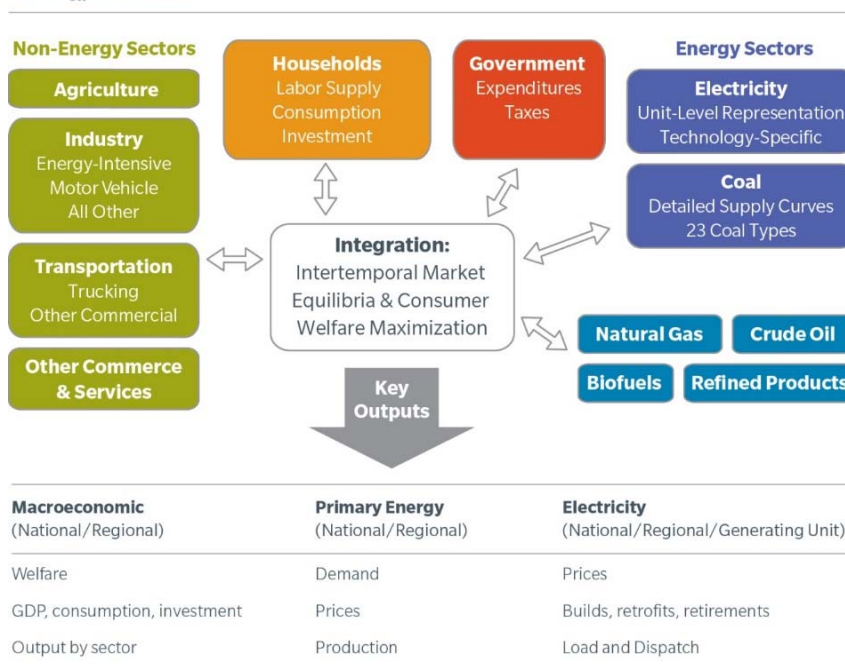 Non-Energy Sectors
Agriculture
Industry
Energy-Intensive
Motor Vehicle
All Other
Transportation
Trucking
Other Commercial
Other Commerce
& Services
Households
Labor Supply
Consumption
Investment
Government
Expenditures
Taxes
Energy Sectors
Electricity
Unit-Level Representation
Technology-Specific
Coal
Detailed Supply Curves
23 Coal Types
Integration:
Intertemporal Market
Equilibria & Consumer
Welfare Maximization
Natural Gas
Crude Oil
Biofuels
Refined Products
Key
Outputs
Macroeconomic Primary Energy Electricity
(National/Regional) (National/Regional) (National/Regional/Generating Unit)
Welfare Demand Prices
GDP, consumption, investment Prices Builds, retrofits, retirements
Output by sector Production Load and Dispatch